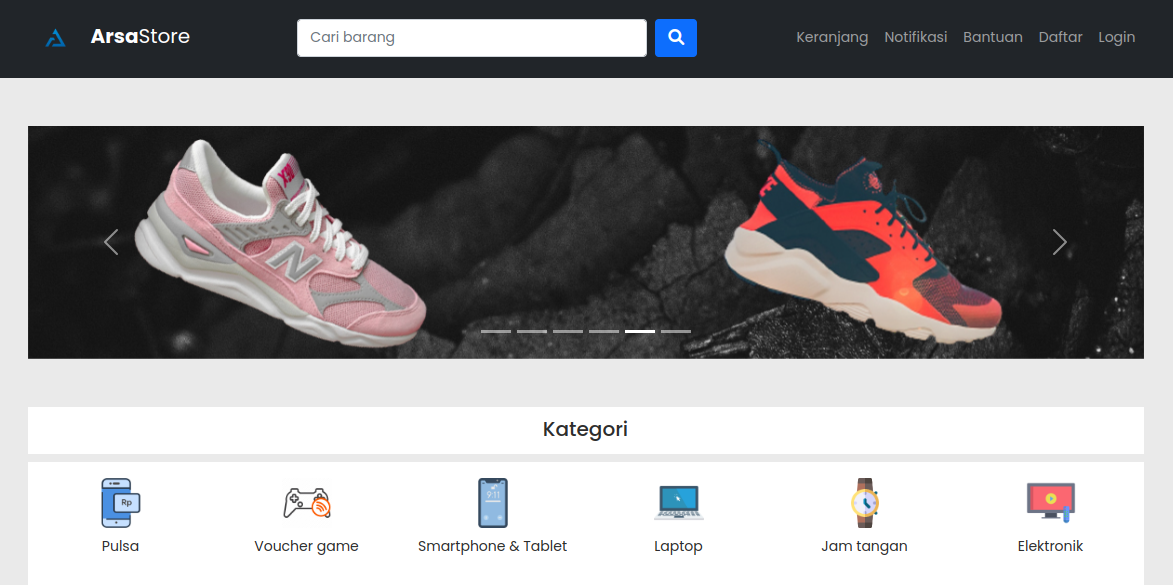 ArsaStore
Cari barang
Keranjang Notifikasi Bantuan Daftar Login
X90
N
Kategori
Rp
9:11
Pulsa
Voucher game
Smartphone & Tablet
Laptop
Jam tangan
Elektronik